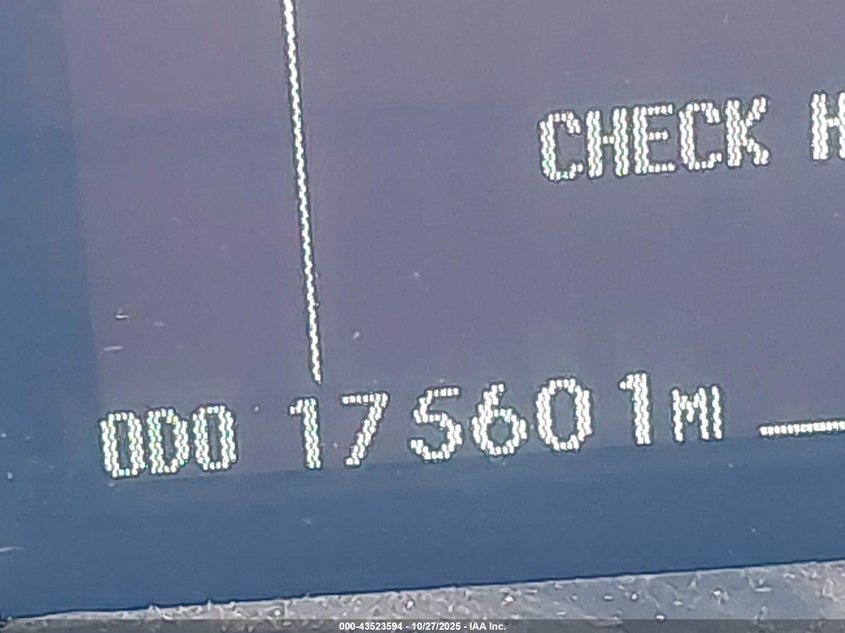 CHECK H
ODO 175601MI
000-43523594 - 10/27/2025 - IAA Inc.